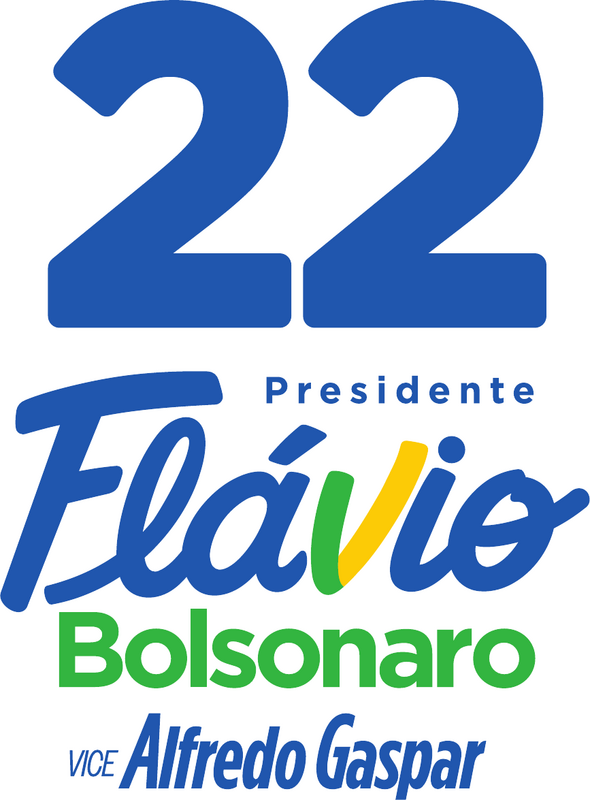 22
Presidente
Flávio
Bolsonaro
VICE Alfredo Gaspar